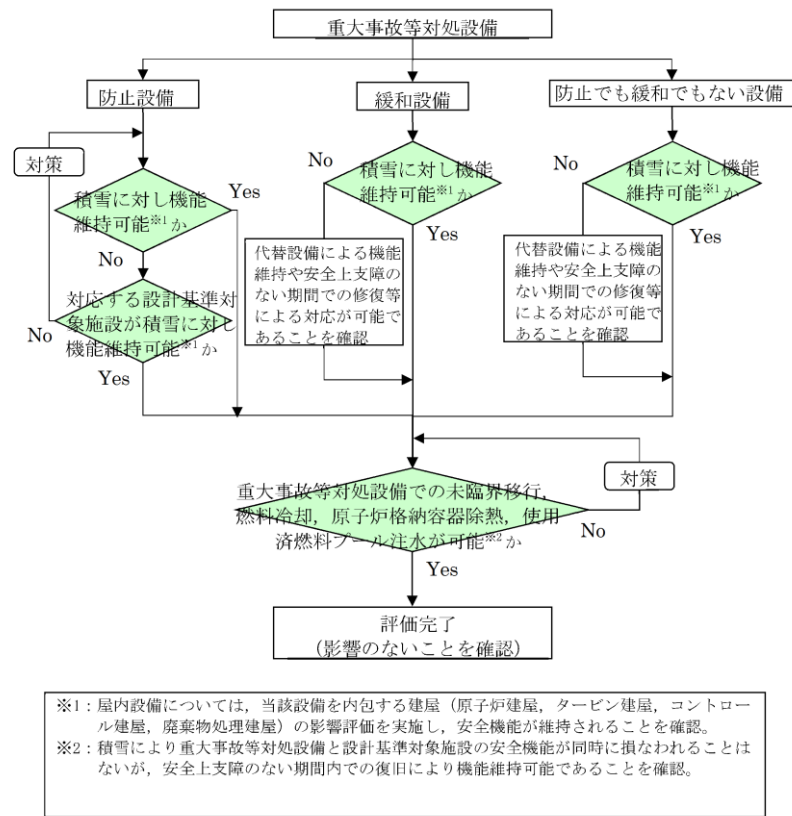 重大事故等対処設備
防止設備
緩和設備
防止でも緩和でもない設備
対策
積雪に対し機能
維持可能※1か
Yes
No
対応する設計基準対
象施設が積雪に対し
機能維持可能※1か
No
Yes
積雪に対し機能
維持可能※1か
No
Yes
代替設備による機能
維持や安全上支障の
ない期間での修復等
による対応が可能で
あることを確認
積雪に対し機能
維持可能※1か
No
Yes
代替設備による機能
維持や安全上支障の
ない期間での修復等
による対応が可能で
あることを確認
対策
重大事故等対処設備での未臨界移行，
燃料冷却，原子炉格納容器除熱，使用
済燃料プール注水が可能※2か
No
Yes
評価完了
（影響のないことを確認）
※1：屋内設備については，当該設備を内包する建屋（原子炉建屋，タービン建屋，コントロー
ル建屋，廃棄物処理建屋）の影響評価を実施し，安全機能が維持されることを確認。
※2：積雪により重大事故等対処設備と設計基準対象施設の安全機能が同時に損なわれることは
ないが，安全上支障のない期間内での復旧により機能維持可能であることを確認。